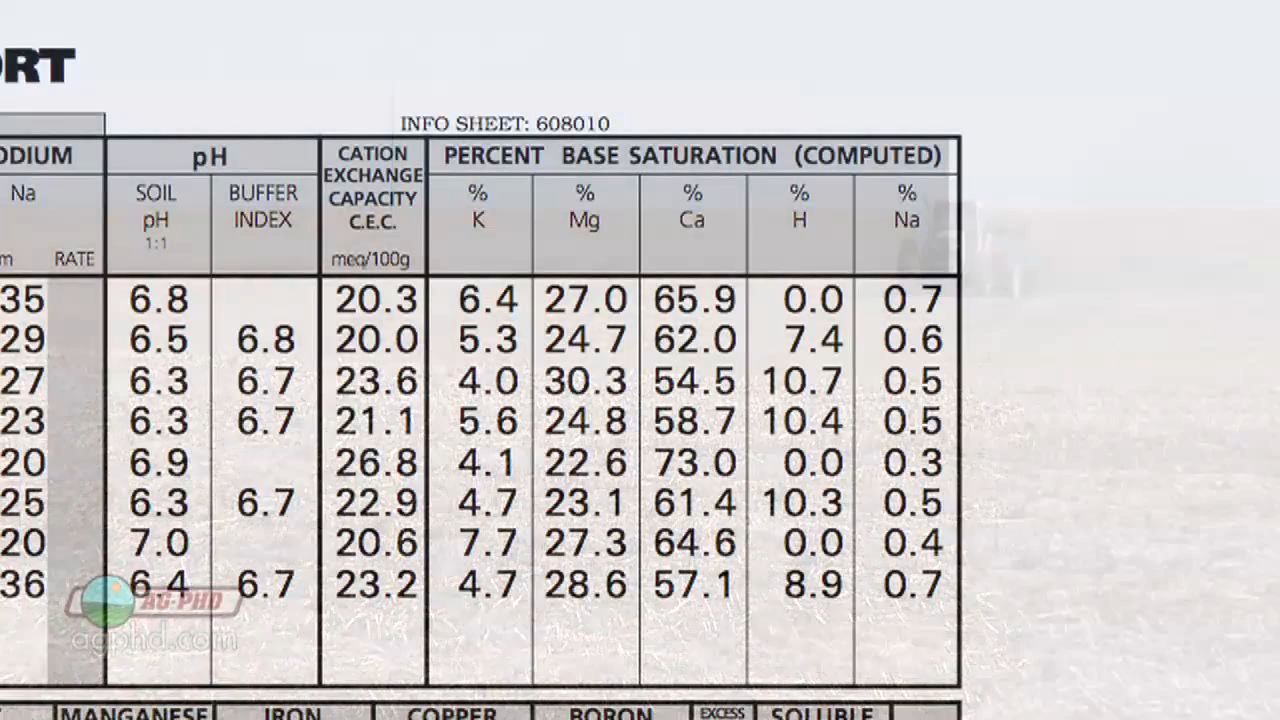 ORT
INFO SHEET: 608010
ODIUM pH CATION EXCHANGE CAPACITY C.E.C. PERCENT BASE SATURATION (COMPUTED)
Na SOIL pH 1:1 BUFFER INDEX % K % Mg % Ca % H % Na
m RATE meq/100g
35 6.8 20.3 6.4 27.0 65.9 0.0 0.7
29 6.5 6.8 20.0 5.3 24.7 62.0 7.4 0.6
27 6.3 6.7 23.6 4.0 30.3 54.5 10.7 0.5
23 6.3 6.7 21.1 5.6 24.8 58.7 10.4 0.5
20 6.9 26.8 4.1 22.6 73.0 0.0 0.3
25 6.3 6.7 22.9 4.7 23.1 61.4 10.3 0.5
20 7.0 20.6 7.7 27.3 64.6 0.0 0.4
36 6.4 6.7 23.2 4.7 28.6 57.1 8.9 0.7
AG-PHD
agphd.com
MANGANESE IRON COPPER BORON EXCESS SOLUBLE